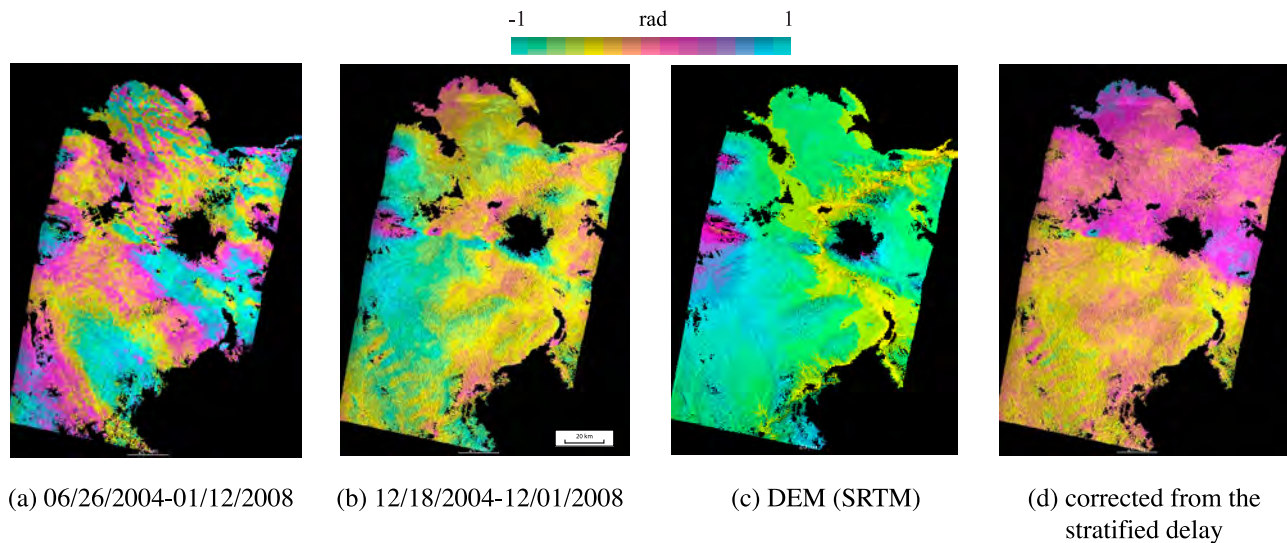 -1 rad 1
20 km
(a) 06/26/2004-01/12/2008 (b) 12/18/2004-12/01/2008 (c) DEM (SRTM) (d) corrected from the
stratified delay